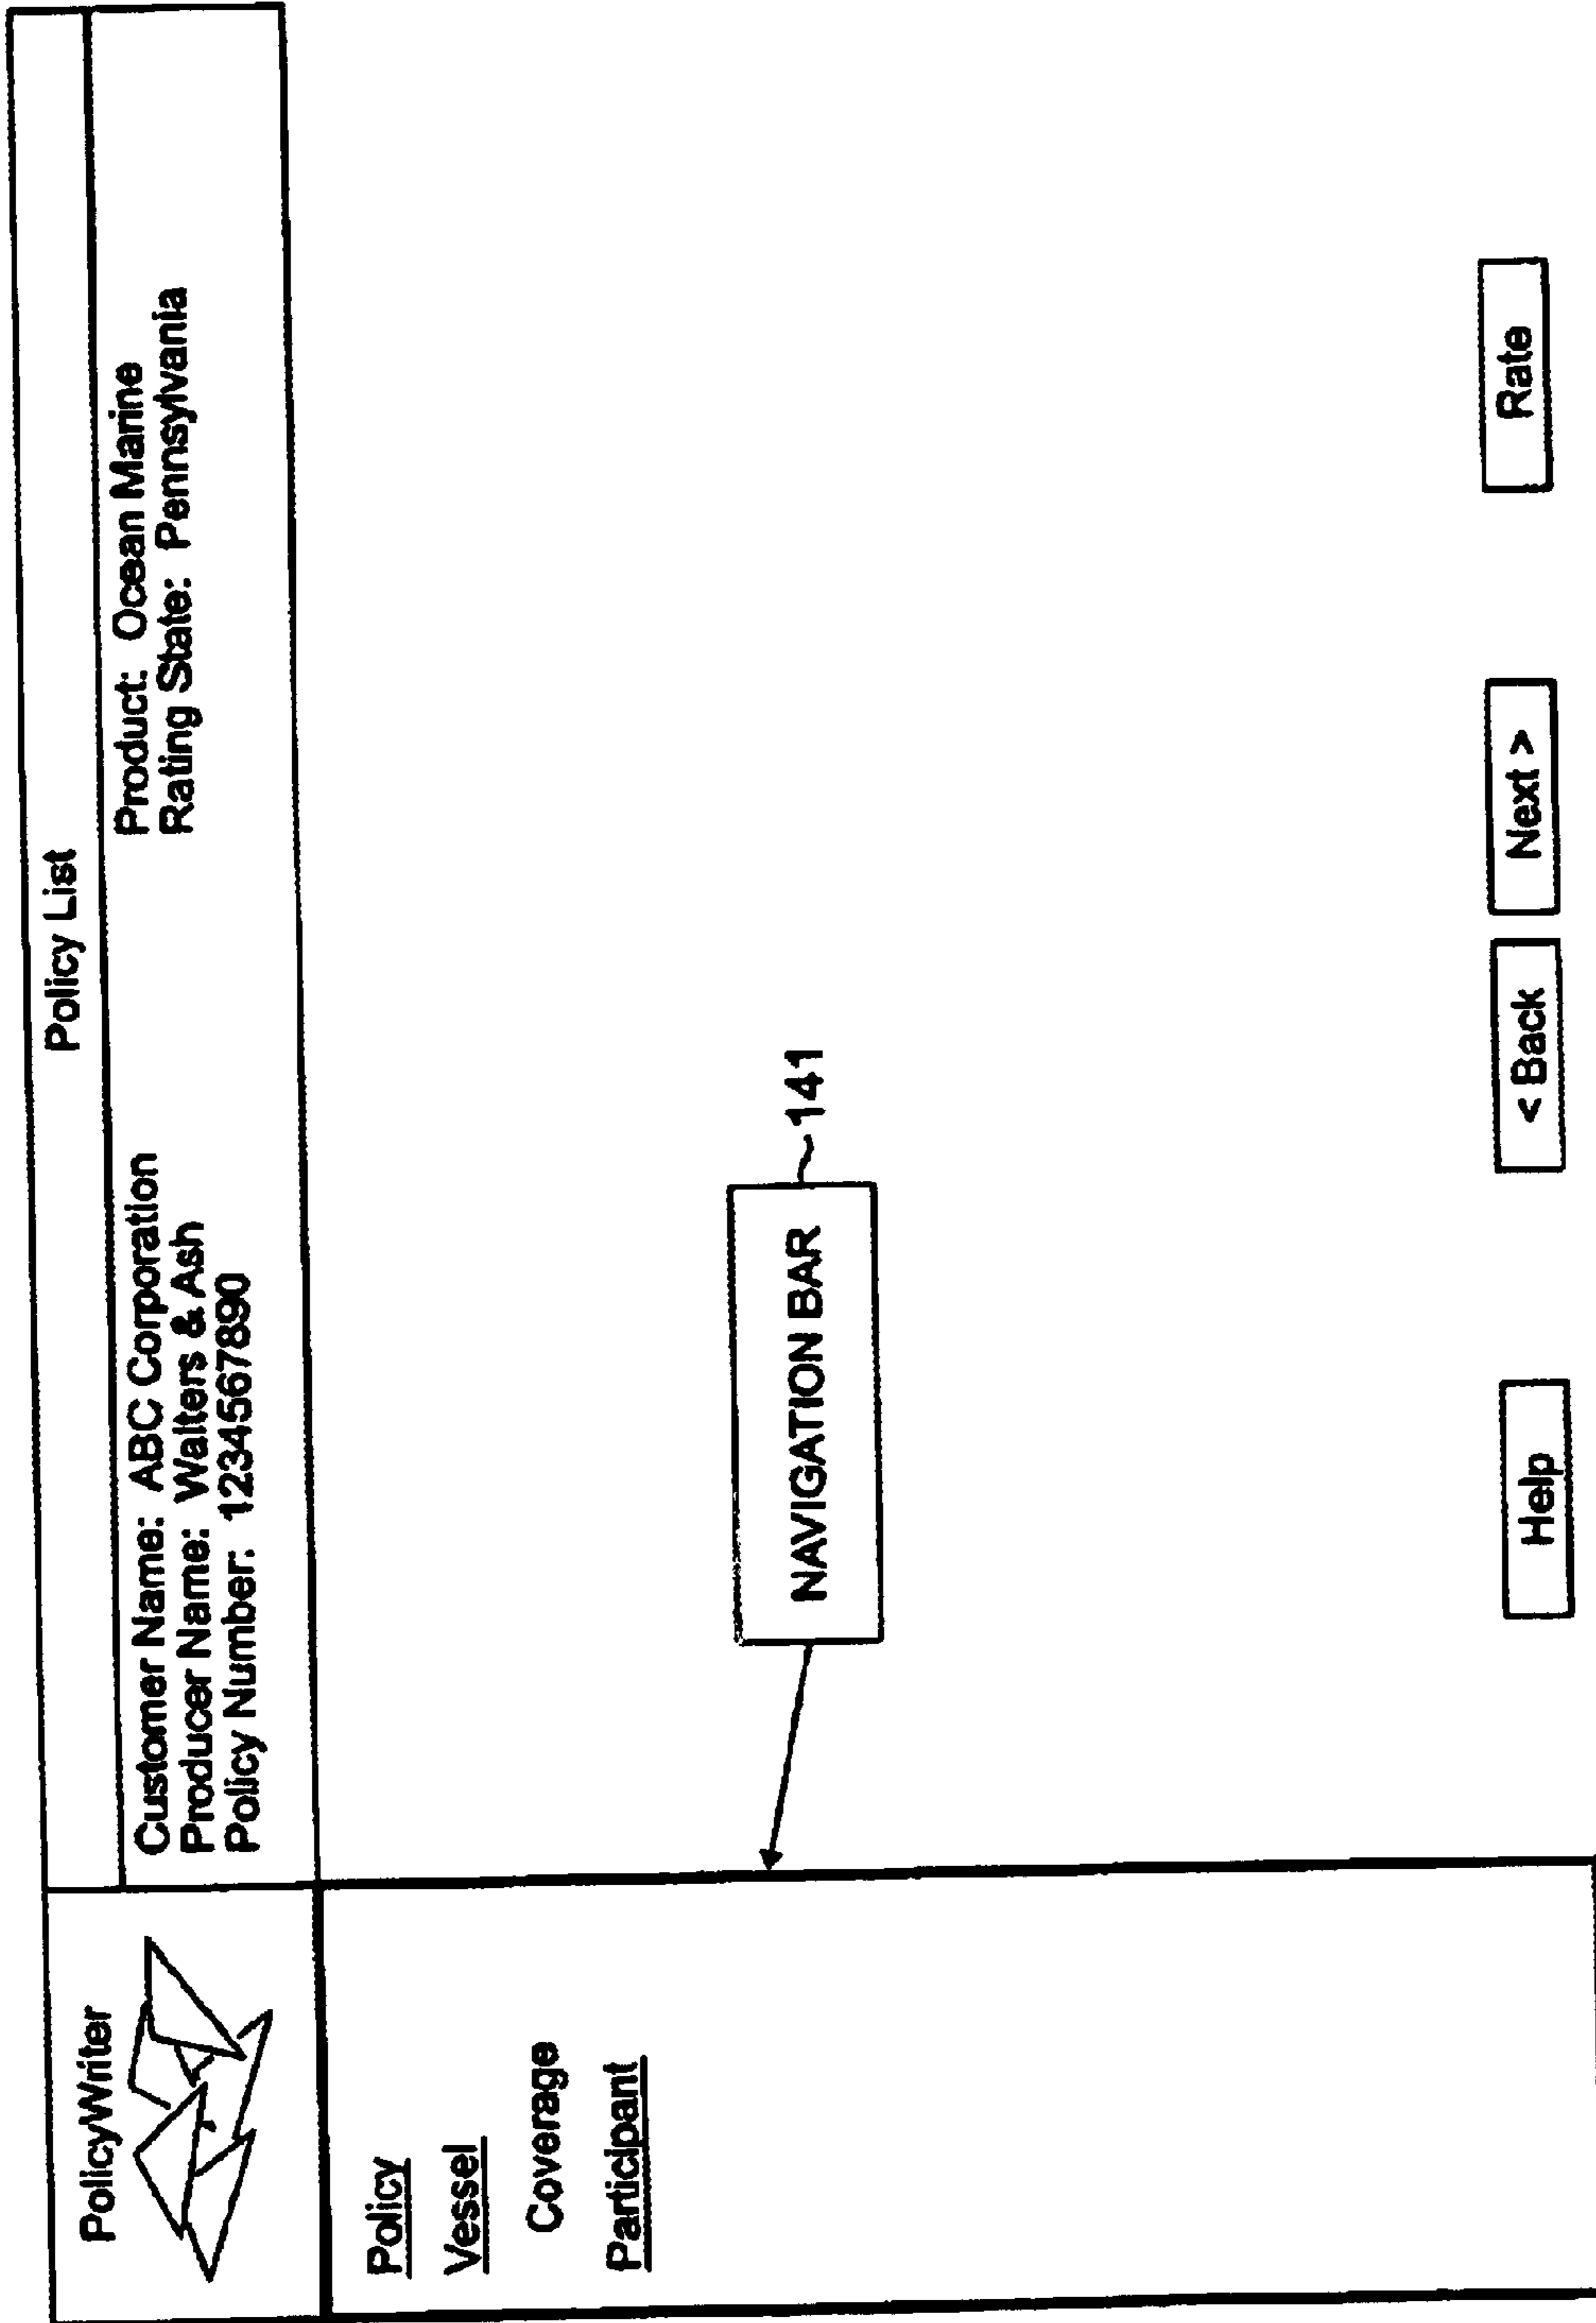 PolicyWriter
Policy List
Customer Name: ABC Corporation
Producer Name: Walters & Ash
Policy Number: 1234567890
Product: Ocean Marine
Rating State: Pennsylvania
Policy
Vessel
Coverage
Participant
NAVIGATION BAR
141
Help
< Back
Next >
Rate